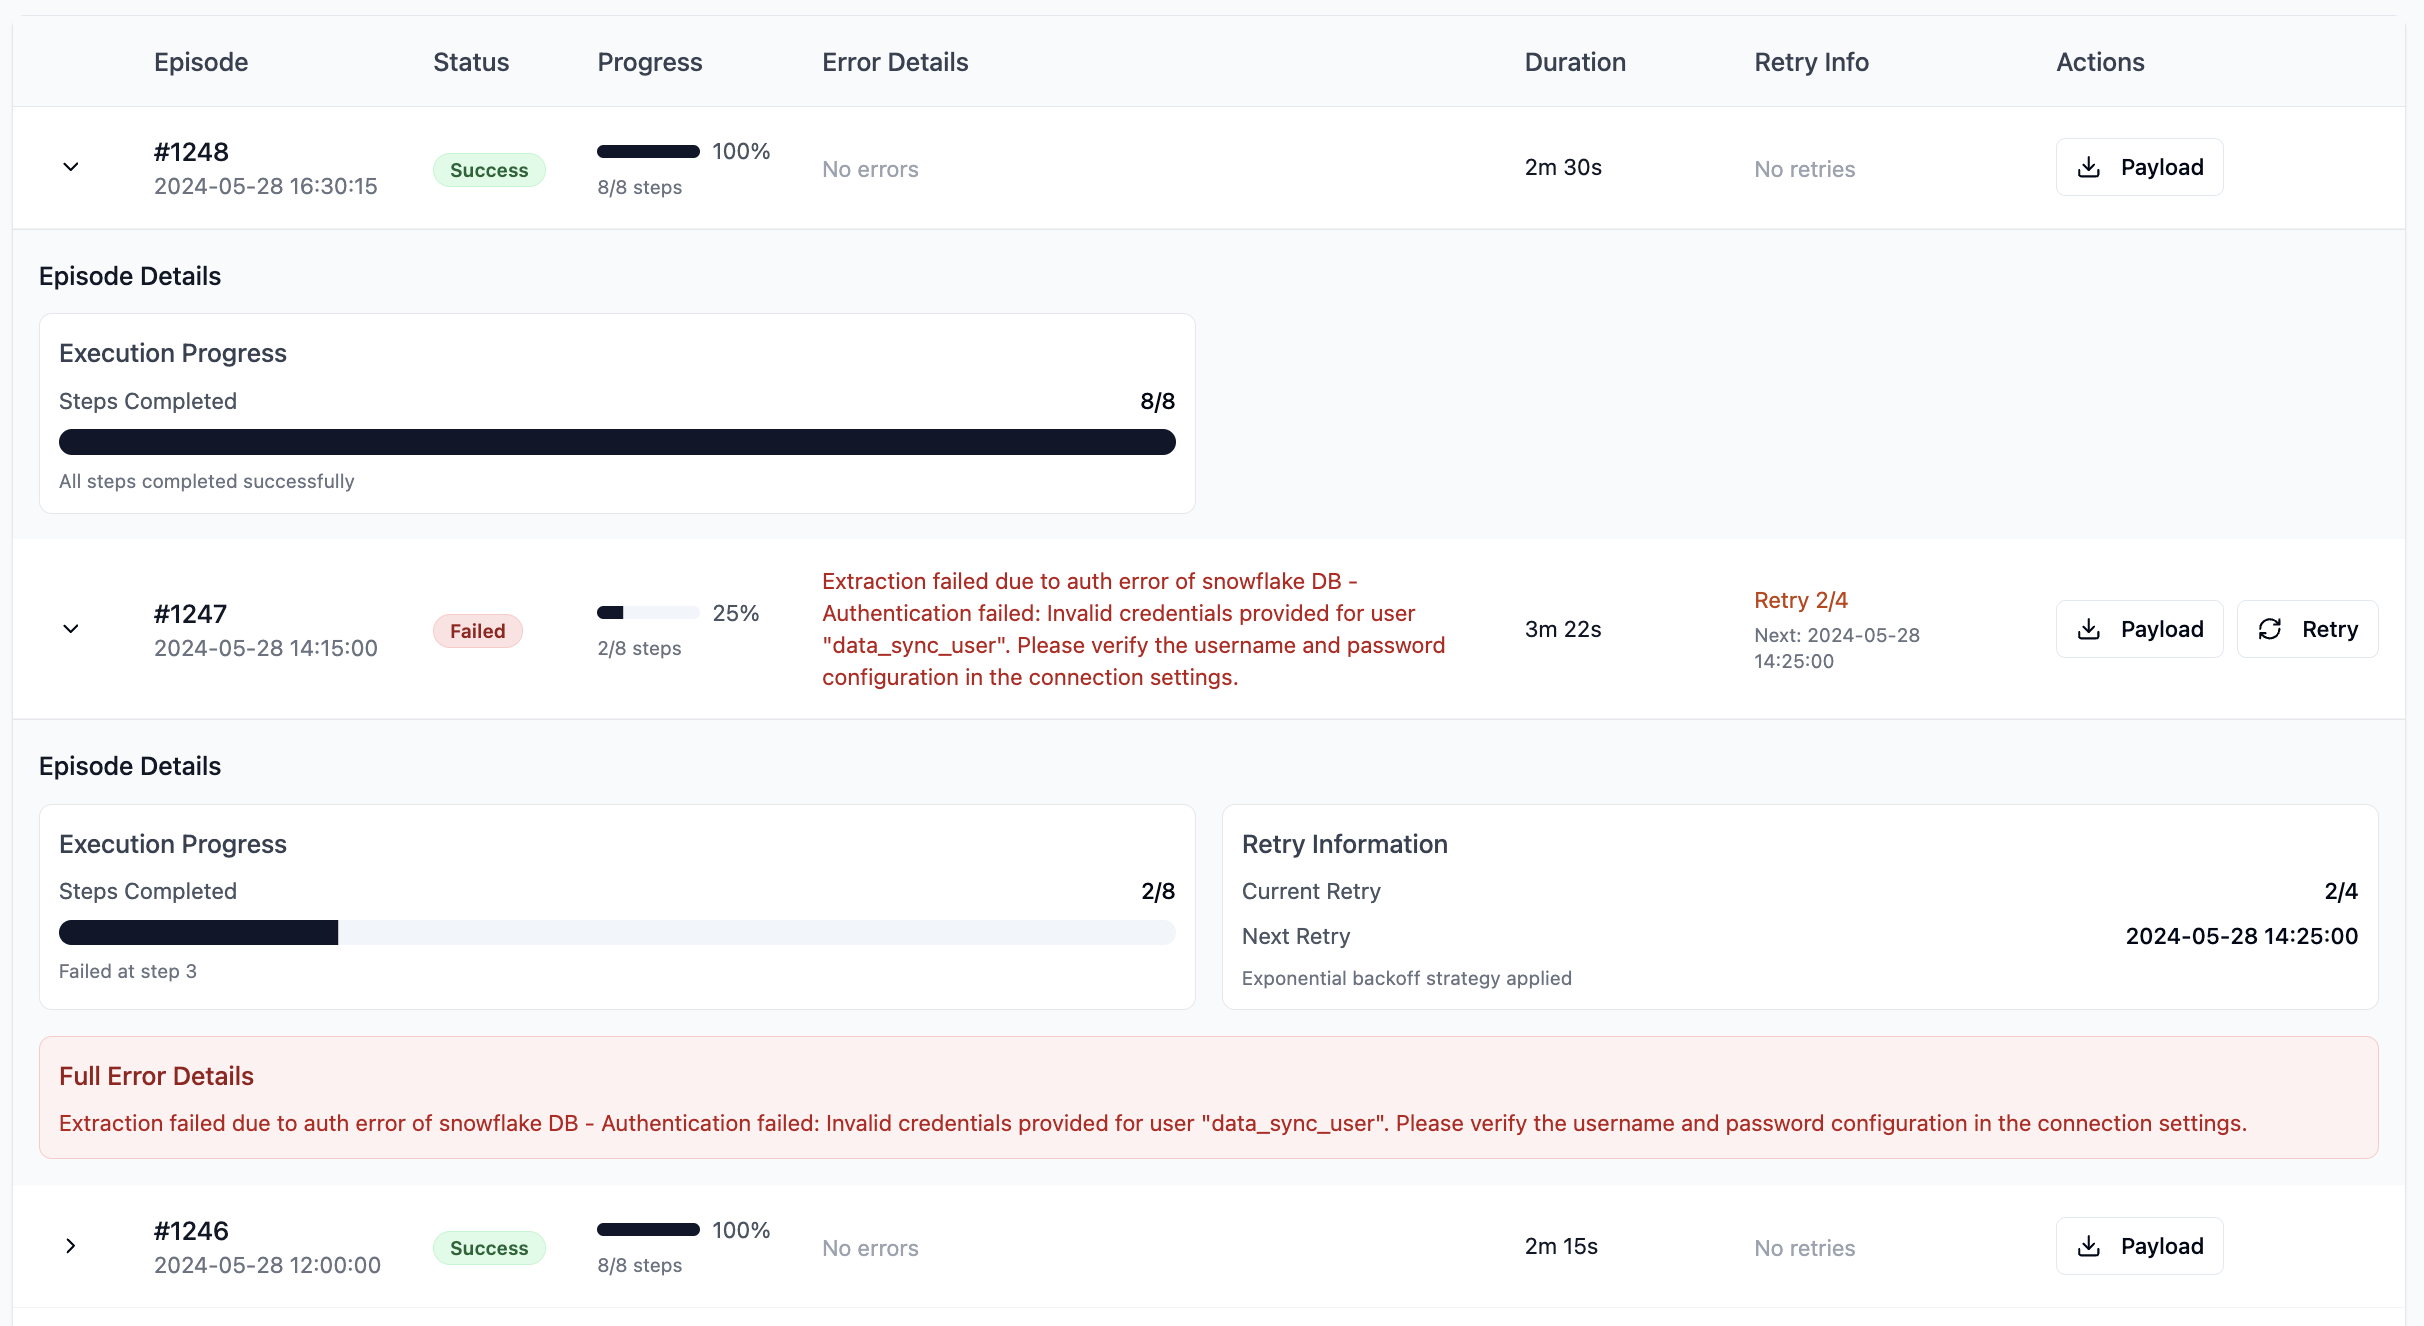 Episode Status Progress Error Details Duration Retry Info Actions
#1248
2024-05-28 16:30:15
Success
100%
8/8 steps
No errors
2m 30s
No retries
Payload
Episode Details
Execution Progress
Steps Completed 8/8
All steps completed successfully
#1247
2024-05-28 14:15:00
Failed
25%
2/8 steps
Extraction failed due to auth error of snowflake DB -
Authentication failed: Invalid credentials provided for user
"data_sync_user". Please verify the username and password
configuration in the connection settings.
3m 22s
Retry 2/4
Next: 2024-05-28
14:25:00
Payload
Retry
Episode Details
Execution Progress
Steps Completed 2/8
Failed at step 3
Retry Information
Current Retry 2/4
Next Retry 2024-05-28 14:25:00
Exponential backoff strategy applied
Full Error Details
Extraction failed due to auth error of snowflake DB - Authentication failed: Invalid credentials provided for user "data_sync_user". Please verify the username and password configuration in the connection settings.
#1246
2024-05-28 12:00:00
Success
100%
8/8 steps
No errors
2m 15s
No retries
Payload